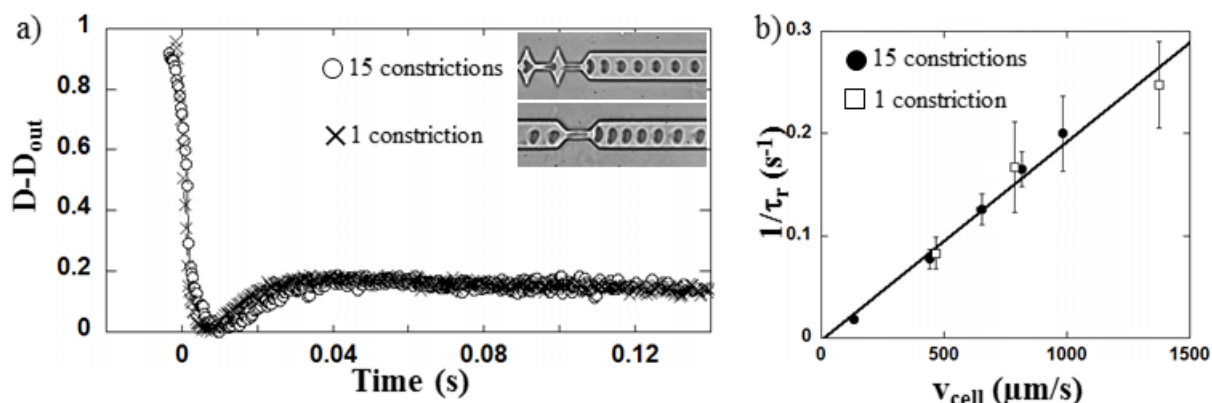 a)
D-Dout
1
0.8
0.6
0.4
0.2
0
15 constrictions
1 constriction
0
0.04
0.08
0.12
Time (s)
b)
1/τr (s-1)
0.3
0.2
0.1
0
15 constrictions
1 constriction
0
500
1000
1500
vcell (μm/s)